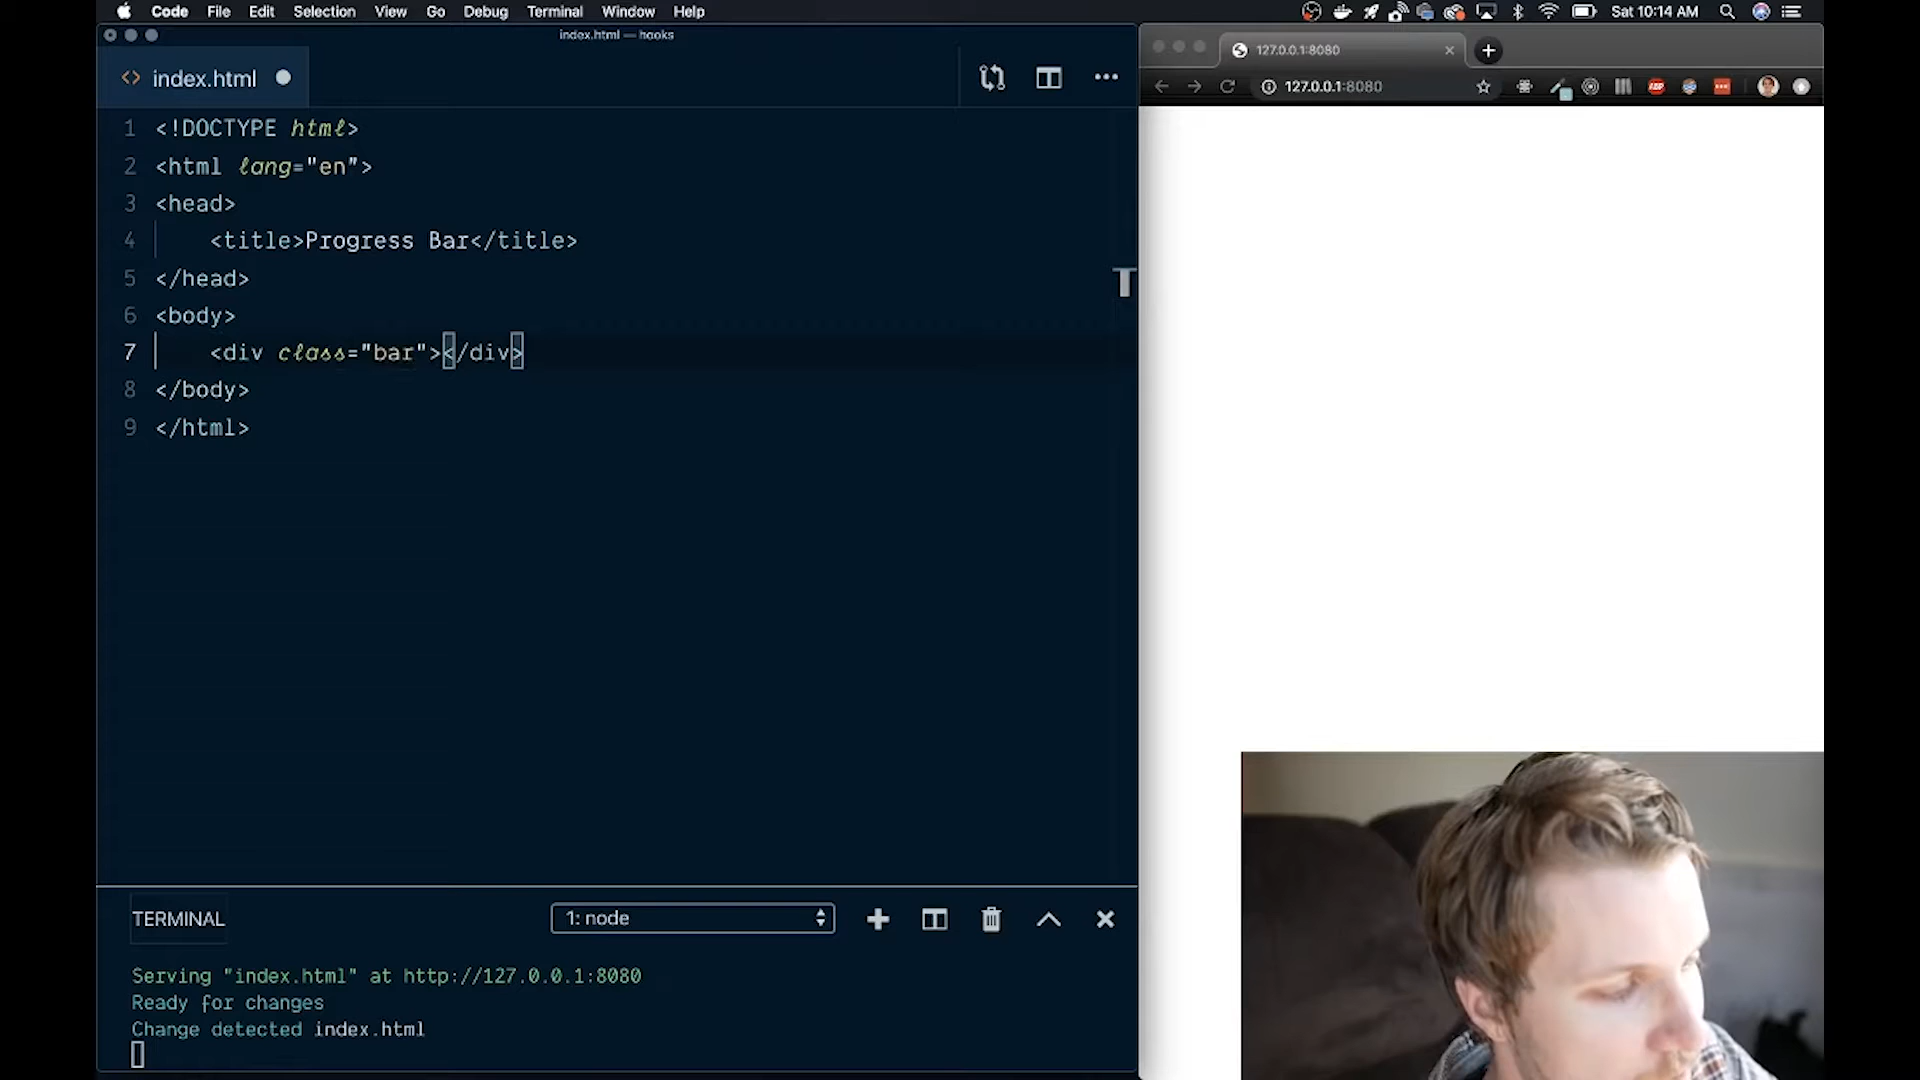 Code File Edit Selection View Go Debug Terminal Window Help
Sat 10:14 AM
index.html — hooks
127.0.0.1:8080
<> index.html
127.0.0.1:8080
1 <!DOCTYPE html>
2 <html lang="en">
3 <head>
4 <title>Progress Bar</title>
5 </head>
6 <body>
7 <div class="bar"></div>
8 </body>
9 </html>
T
TERMINAL
1: node
Serving "index.html" at http://127.0.0.1:8080
Ready for changes
Change detected index.html